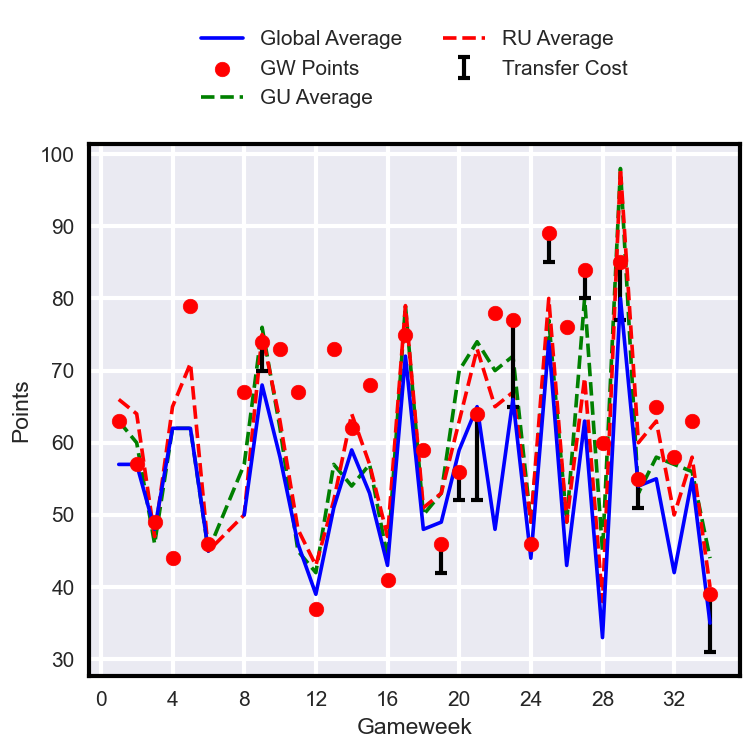 Global Average
GW Points
GU Average
RU Average
Transfer Cost
100
90
80
70
60
50
40
30
Points
0 4 8 12 16 20 24 28 32
Gameweek